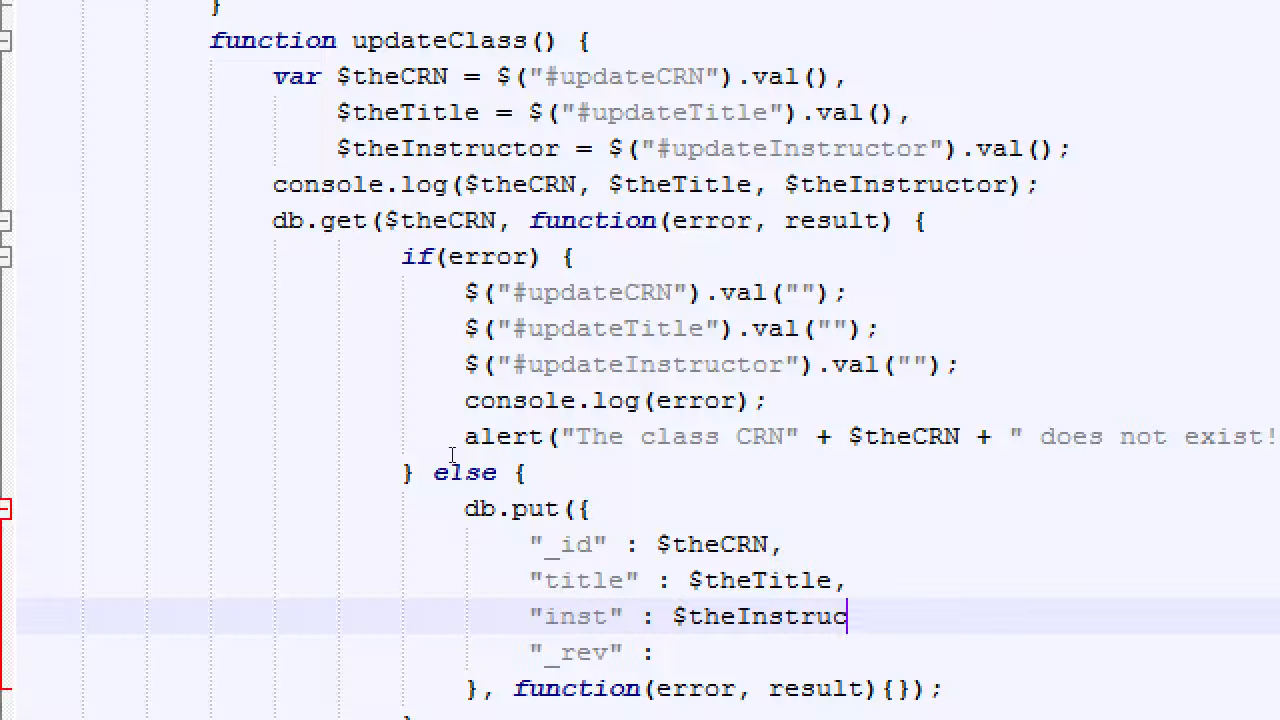 }
function updateClass() {
var $theCRN = $("#updateCRN").val(),
$theTitle = $("#updateTitle").val(),
$theInstructor = $("#updateInstructor").val();
console.log($theCRN, $theTitle, $theInstructor);
db.get($theCRN, function(error, result) {
if(error) {
$("#updateCRN").val("");
$("#updateTitle").val("");
$("#updateInstructor").val("");
console.log(error);
alert("The class CRN" + $theCRN + " does not exist!
} else {
db.put({
"_id" : $theCRN,
"title" : $theTitle,
"inst" : $theInstruc
"_rev" :
}, function(error, result){});
}